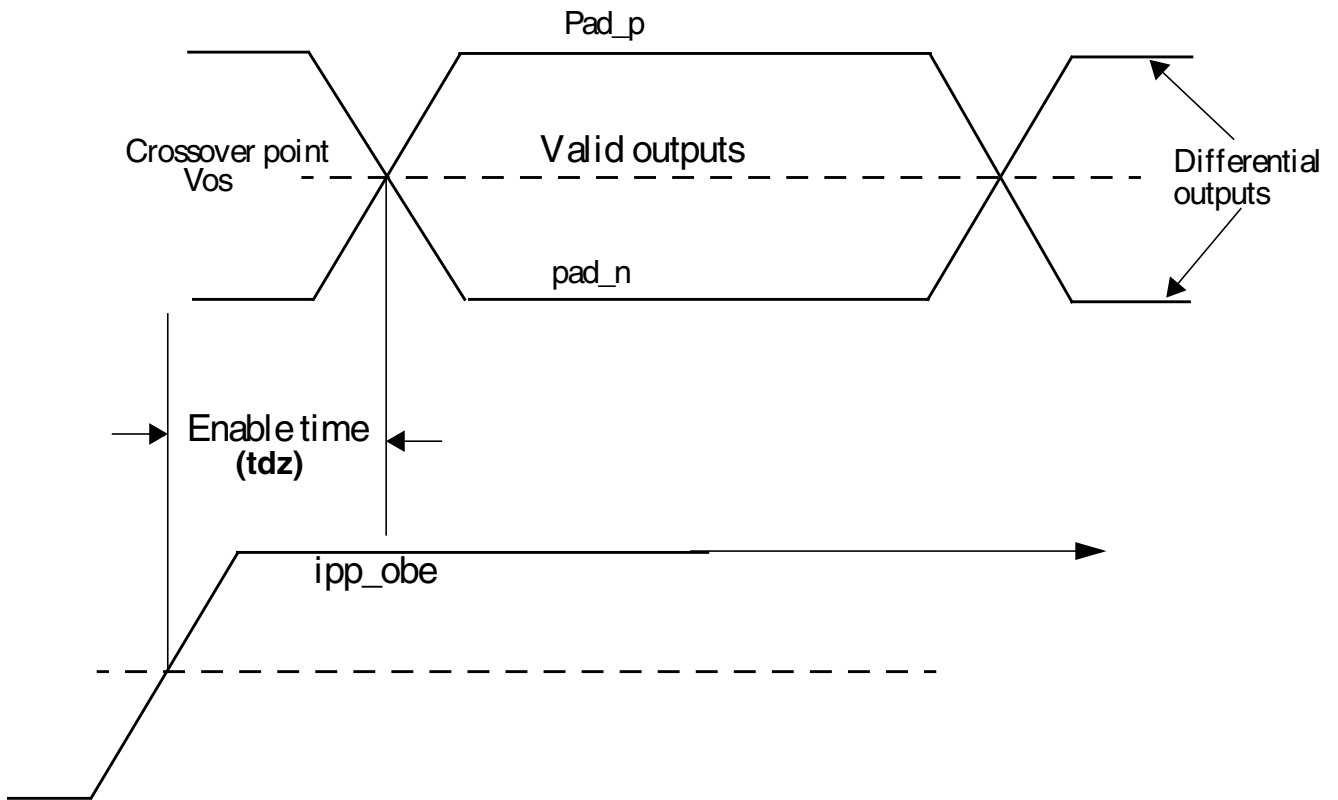 Pad_p
Crossover point
Vos
Valid outputs
Differential
outputs
pad_n
Enable time
(tdz)
ipp_obe